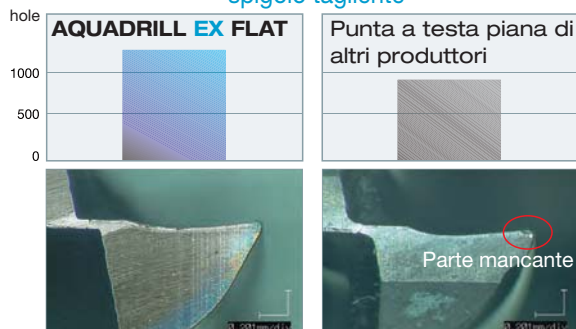 spigolo tagliente
hole
AQUADRILL EX FLAT
Punta a testa piana di
altri produttori
1000
500
0
Parte mancante